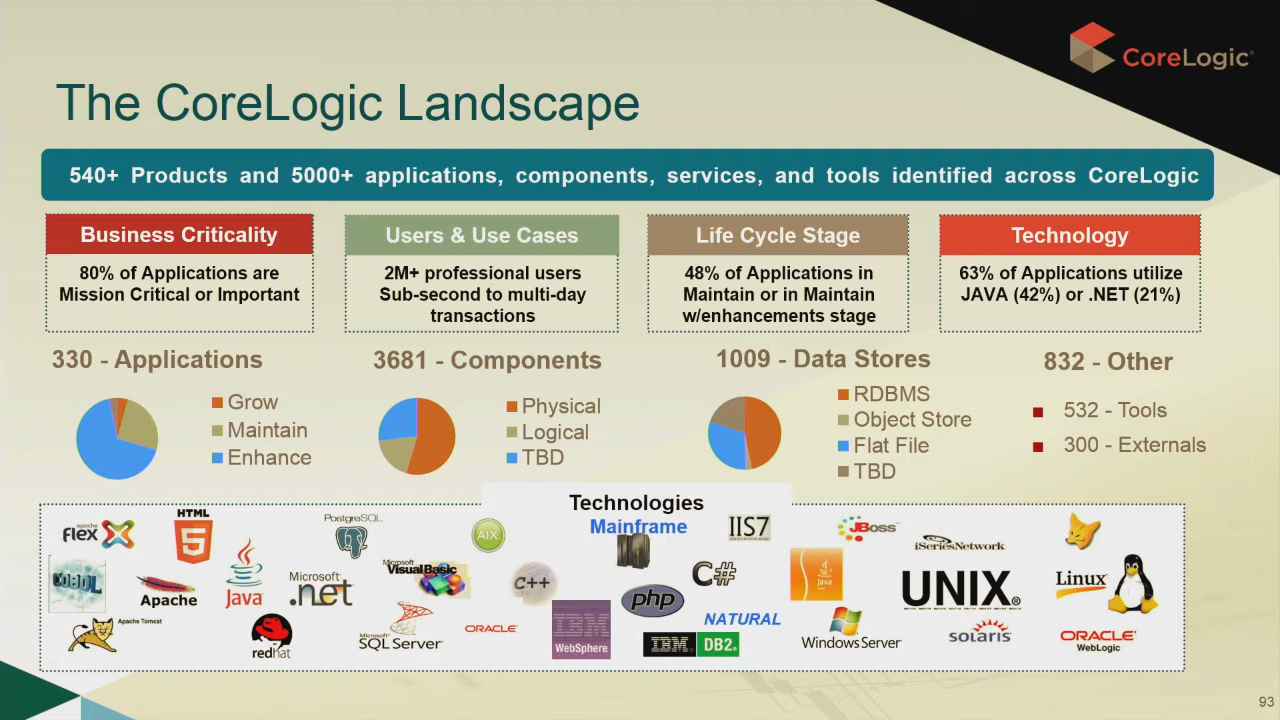 CoreLogic
The CoreLogic Landscape
540+ Products and 5000+ applications, components, services, and tools identified across CoreLogic
Business Criticality
80% of Applications are
Mission Critical or Important
Users & Use Cases
2M+ professional users
Sub-second to multi-day
transactions
Life Cycle Stage
48% of Applications in
Maintain or in Maintain
w/enhancements stage
Technology
63% of Applications utilize
JAVA (42%) or .NET (21%)
330 - Applications
Grow
Maintain
Enhance
3681 - Components
Physical
Logical
TBD
1009 - Data Stores
RDBMS
Object Store
Flat File
TBD
832 - Other
532 - Tools
300 - Externals
Technologies
Mainframe
apache
flex
HTML
5
PostgreSQL
AIX
IIS7
JBoss
iSeriesNetwork
COBOL
Apache
Java
Microsoft
.net
Microsoft
Visual Basic
C++
php
C#
Java
UNIX®
Linux
Apache Tomcat
redhat
Microsoft
SQL Server
ORACLE
IBM
WebSphere
NATURAL
IBM DB2.
Windows Server
solaris
ORACLE
WebLogic
93